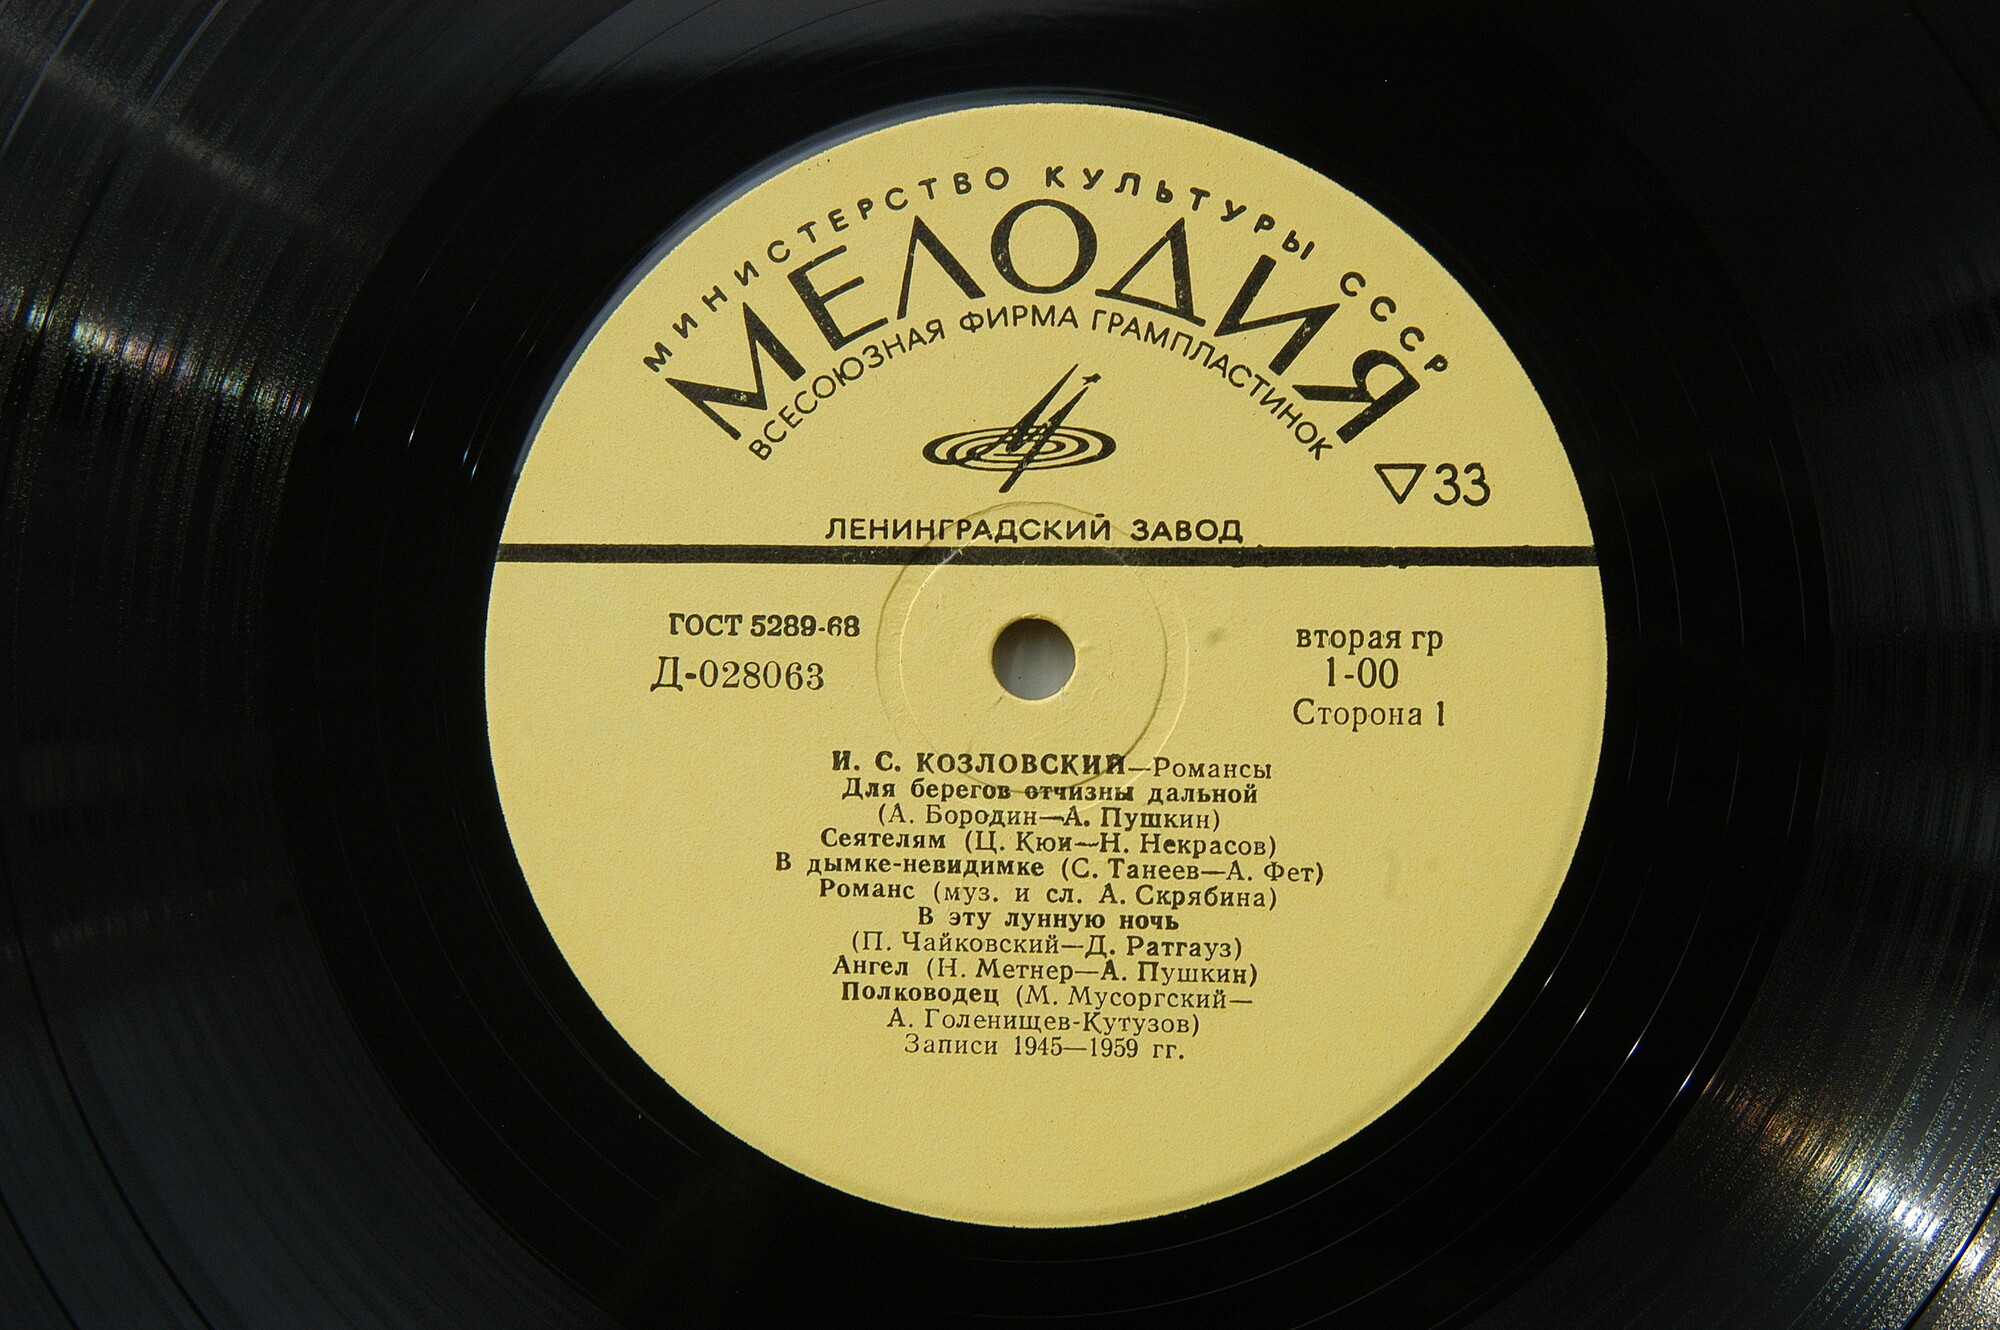 МИНИСТЕРСТВО КУЛЬТУРЫ СССР
МЕЛОДИЯ
ВСЕСОЮЗНАЯ ФИРМА ГРАМПЛАСТИНОК
▽33
ЛЕНИНГРАДСКИЙ ЗАВОД
ГОСТ 5289-68
Д-028063
вторая гр
1-00
Сторона 1
И. С. КОЗЛОВСКИЙ—Романсы
Для берегов отчизны дальной
(А. Бородин—А. Пушкин)
Сеятелям (Ц. Кюи—Н. Некрасов)
В дымке-невидимке (С. Танеев—А. Фет)
Романс (муз. и сл. А. Скрябина)
В эту лунную ночь
(П. Чайковский—Д. Ратгауз)
Ангел (Н. Метнер—А. Пушкин)
Полководец (М. Мусоргский—
А. Голенищев-Кутузов)
Записи 1945—1959 гг.